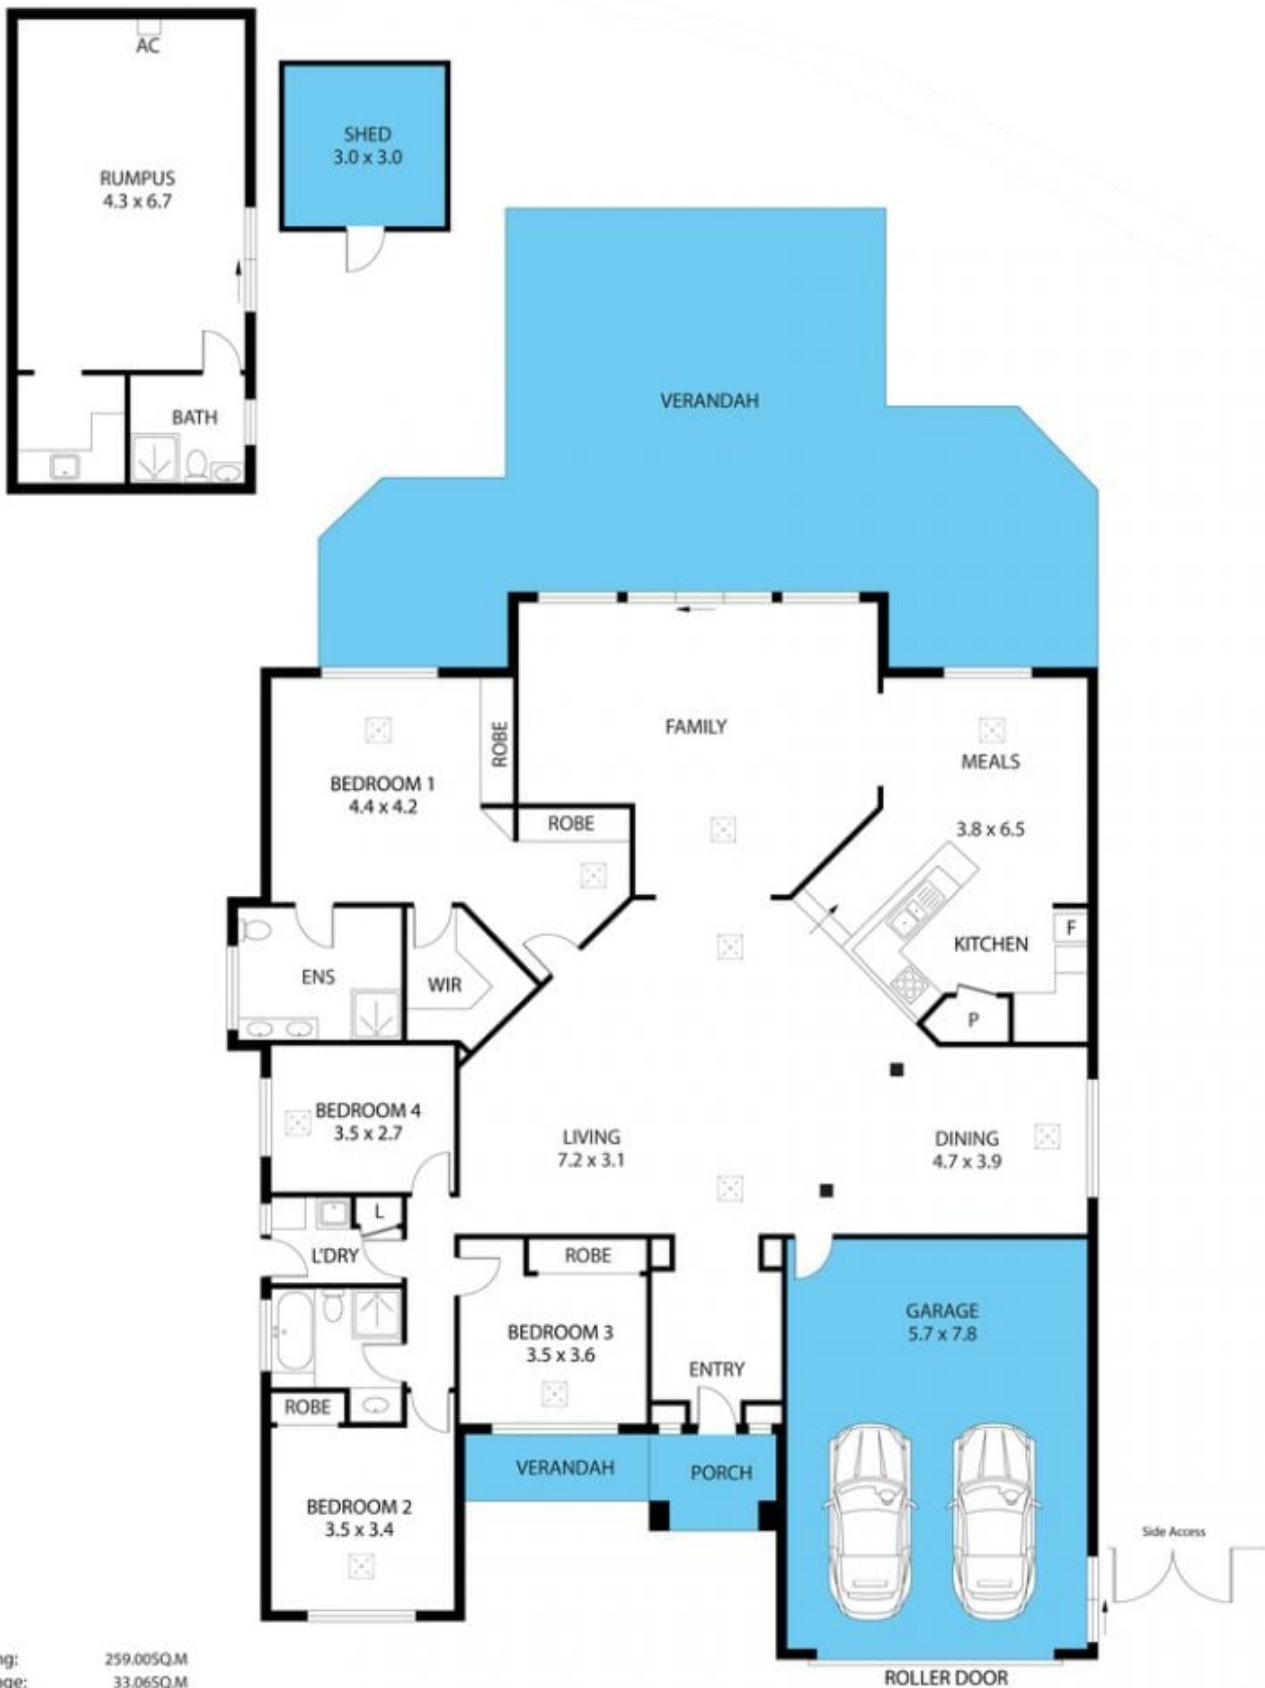 AC
RUMPUS
4.3 x 6.7
BATH
SHED
3.0 x 3.0
VERANDAH
FAMILY
ROBE
BEDROOM 1
4.4 x 4.2
ROBE
MEALS
3.8 x 6.5
KITCHEN
F
P
ENS
WIR
BEDROOM 4
3.5 x 2.7
LIVING
7.2 x 3.1
DINING
4.7 x 3.9
L
L'DRY
ROBE
BEDROOM 3
3.5 x 3.6
ENTRY
GARAGE
5.7 x 7.8
ROBE
VERANDAH
PORCH
BEDROOM 2
3.5 x 3.4
Side Access
ROLLER DOOR
259.00SQ.M
33.06SQ.M